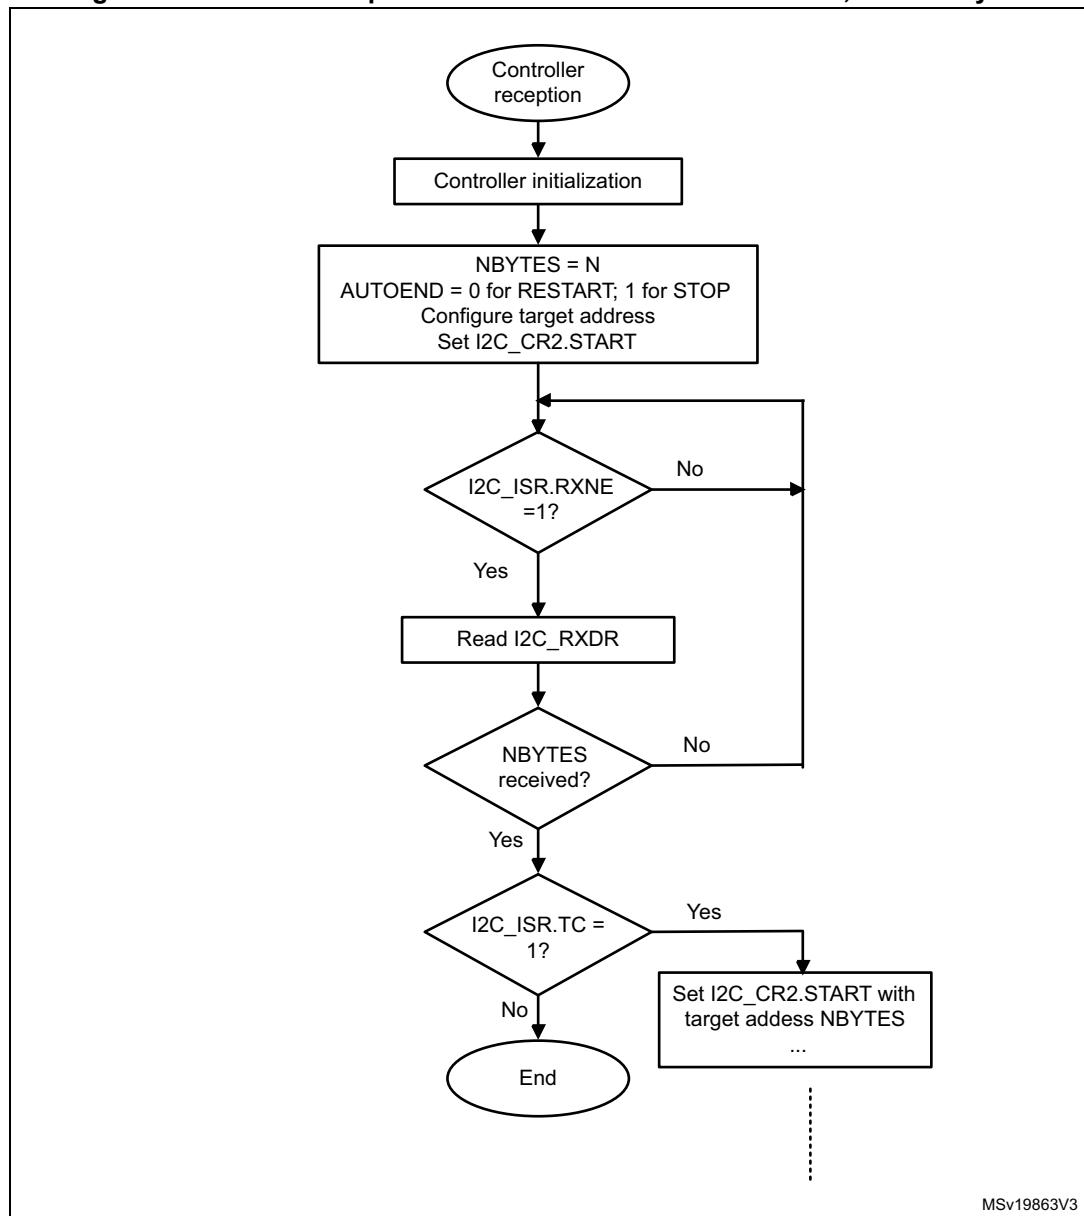 Controller
reception
Controller initialization
NBYTES = N
AUTOEND = 0 for RESTART; 1 for STOP
Configure target address
Set I2C_CR2.START
No
I2C_ISR.RXNE
=1?
Yes
Read I2C_RXDR
No
NBYTES
received?
Yes
Yes
I2C_ISR.TC =
1?
Set I2C_CR2.START with
target addess NBYTES
...
No
End
MSv19863V3